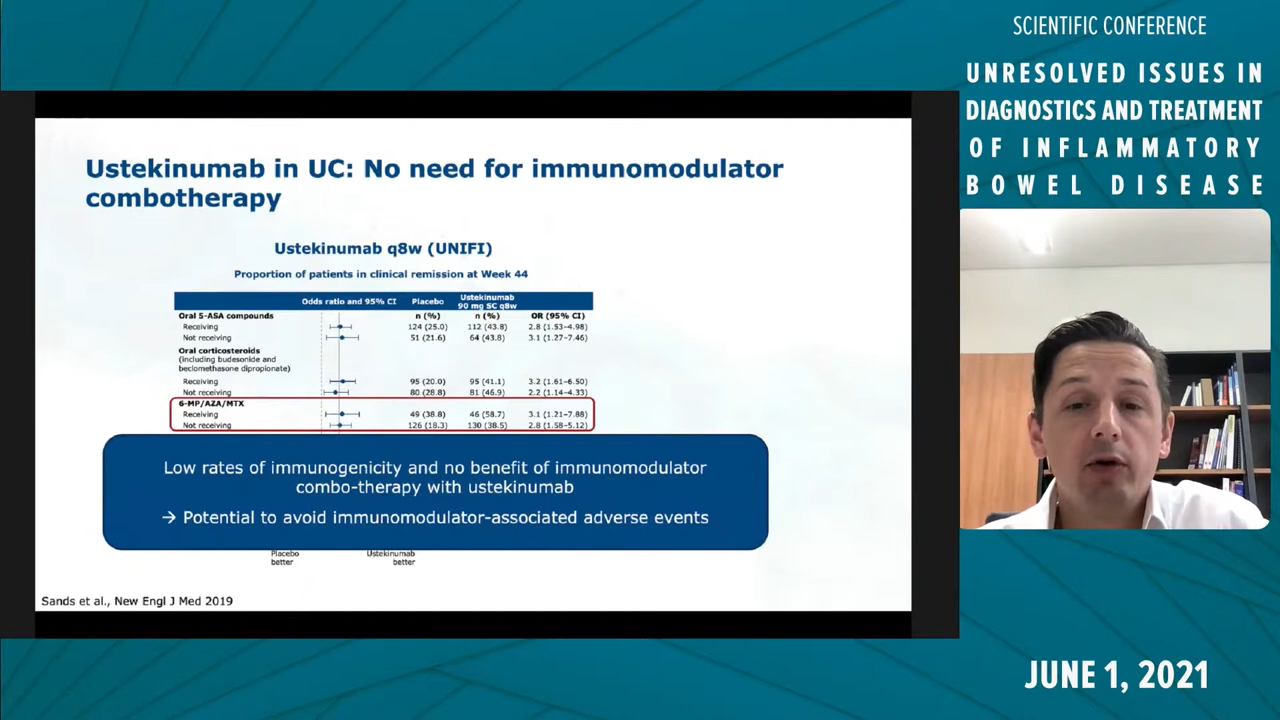 SCIENTIFIC CONFERENCE
UNRESOLVED ISSUES IN
DIAGNOSTICS AND TREATMENT
OF INFLAMMATORY
BOWEL DISEASE
Ustekinumab in UC: No need for immunomodulator
combotherapy
Ustekinumab q8w (UNIFI)
Proportion of patients in clinical remission at Week 44
Odds ratio and 95% CI Placebo Ustekinumab 90 mg SC q8w
Oral 5-ASA compounds n (%) n (%) OR (95% CI)
Receiving 124 (25.0) 112 (43.8) 2.8 (1.53–4.98)
Not receiving 51 (21.6) 64 (43.8) 3.1 (1.27–7.46)
Oral corticosteroids
(including budesonide and
beclomethasone dipropionate)
Receiving 95 (20.0) 95 (41.1) 3.2 (1.61–6.50)
Not receiving 80 (28.8) 81 (46.9) 2.2 (1.14–4.33)
6-MP/AZA/MTX
Receiving 49 (38.8) 46 (58.7) 3.1 (1.21–7.88)
Not receiving 126 (18.3) 130 (38.5) 2.8 (1.58–5.12)
Low rates of immunogenicity and no benefit of immunomodulator
combo-therapy with ustekinumab
→ Potential to avoid immunomodulator-associated adverse events
Placebo better Ustekinumab better
Sands et al., New Engl J Med 2019
JUNE 1, 2021